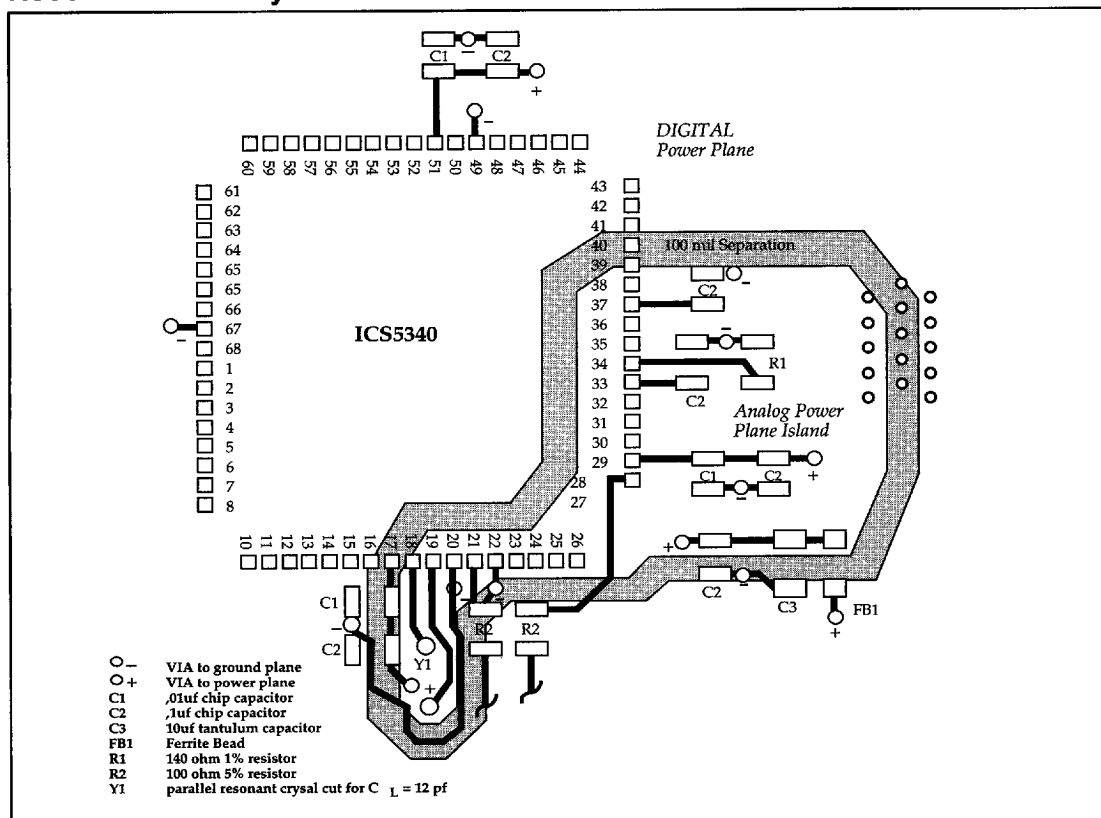 C1 C2
−
+
−
DIGITAL
Power Plane
60 59 58 57 56 55 54 53 52 51 50 49 48 47 46 45 44
43
42
41
40
39
38
37
36
35
34
33
32
31
30
29
28
27
100 mil Separation
C2
−
−
R1
C2
Analog Power
Plane Island
C1 C2 +
−
61
62
63
64
65
65
66
67
68
1
2
3
4
5
6
7
8
−
ICS5340
10 11 12 13 14 15 16 17 18 19 20 21 22 23 24 25 26
+
C2 − C3 FB1
+
C1
−
C2
Y1
+
R2 R2
− VIA to ground plane
+ VIA to power plane
C1 ,01uf chip capacitor
C2 ,1uf chip capacitor
C3 10uf tantulum capacitor
FB1 Ferrite Bead
R1 140 ohm 1% resistor
R2 100 ohm 5% resistor
Y1 parallel resonant crysal cut for C L = 12 pf